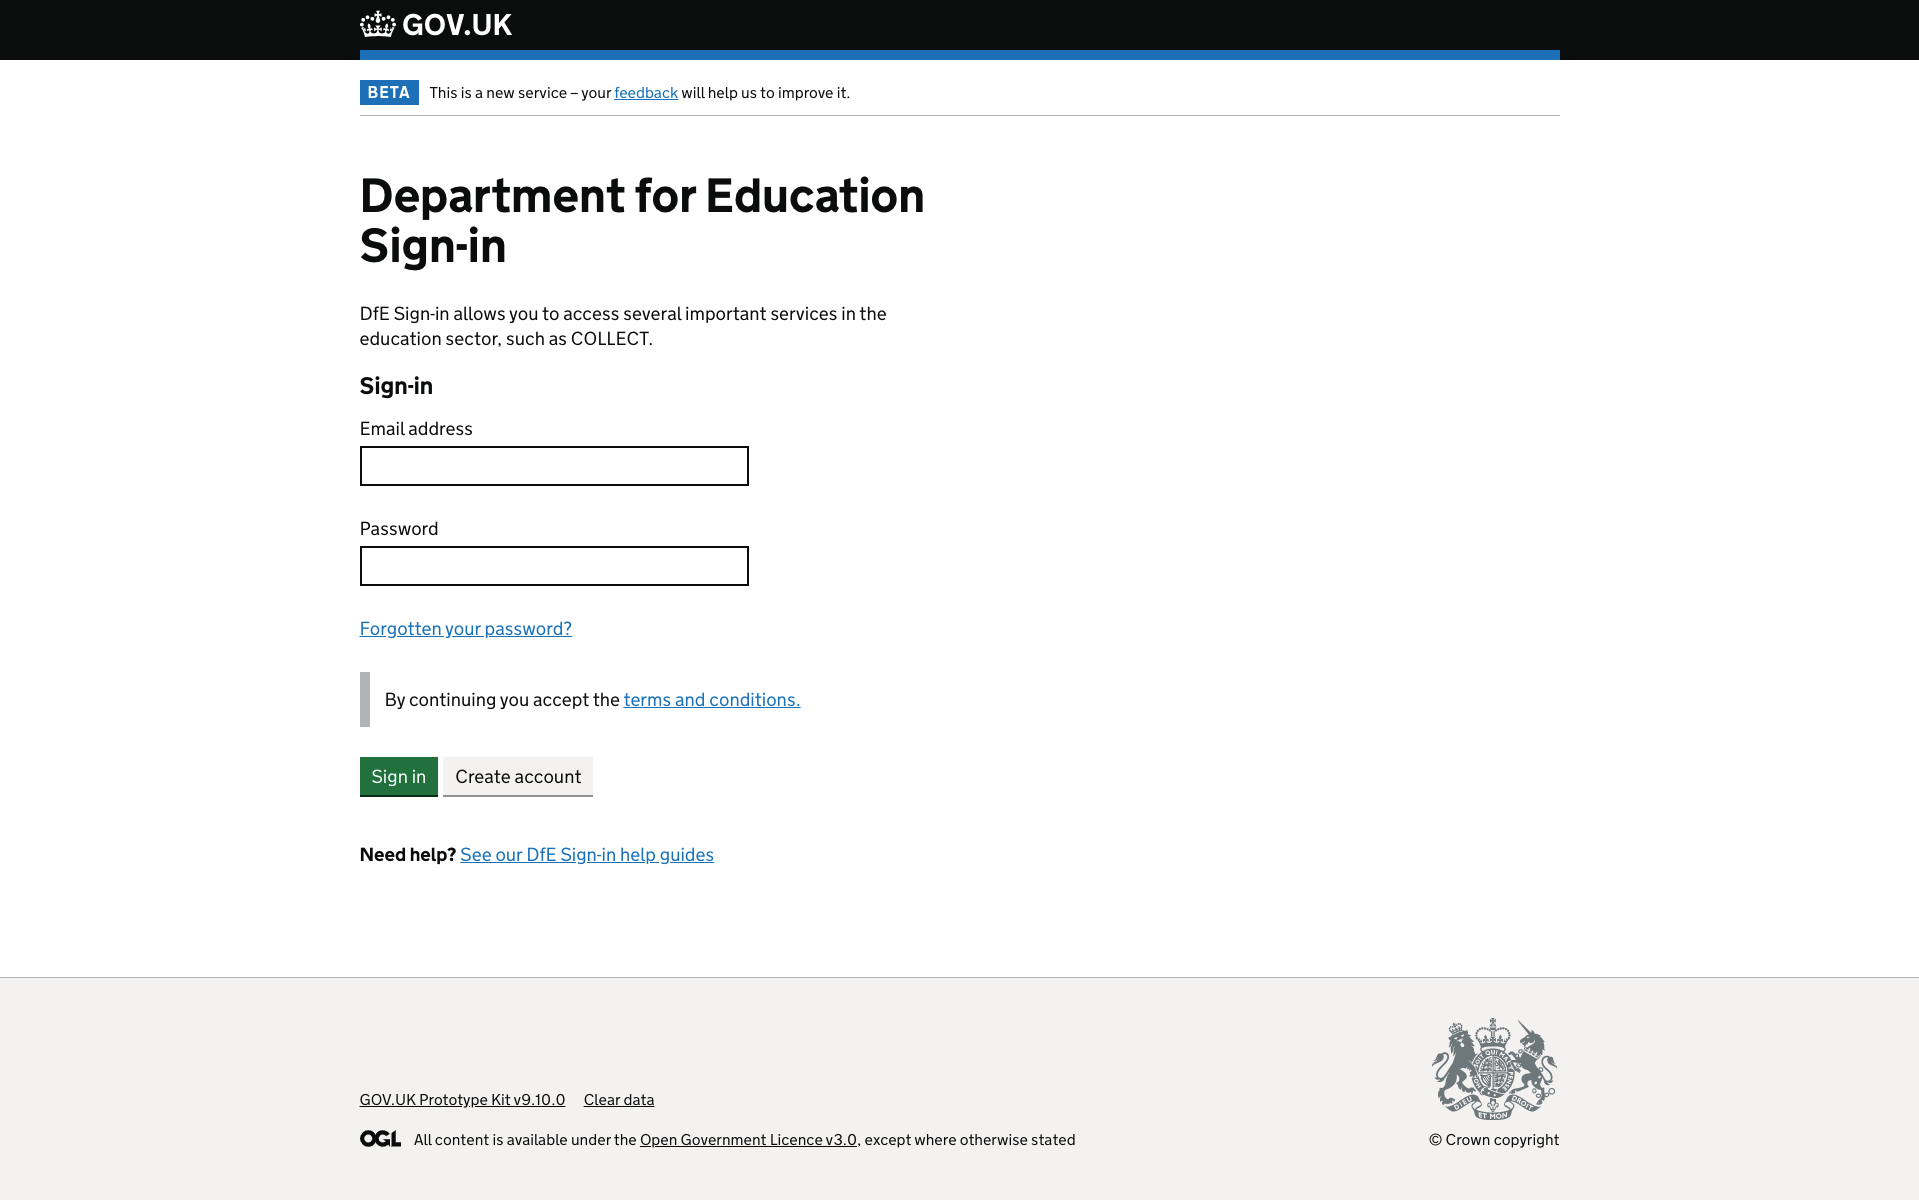 GOV.UK
BETA This is a new service – your feedback will help us to improve it.
Department for Education
Sign-in
DfE Sign-in allows you to access several important services in the
education sector, such as COLLECT.
Sign-in
Email address
Password
Forgotten your password?
By continuing you accept the terms and conditions.
Sign in
Create account
Need help? See our DfE Sign-in help guides
GOV.UK Prototype Kit v9.10.0 Clear data
OGL All content is available under the Open Government Licence v3.0, except where otherwise stated
DIEU ET MON DROIT
© Crown copyright